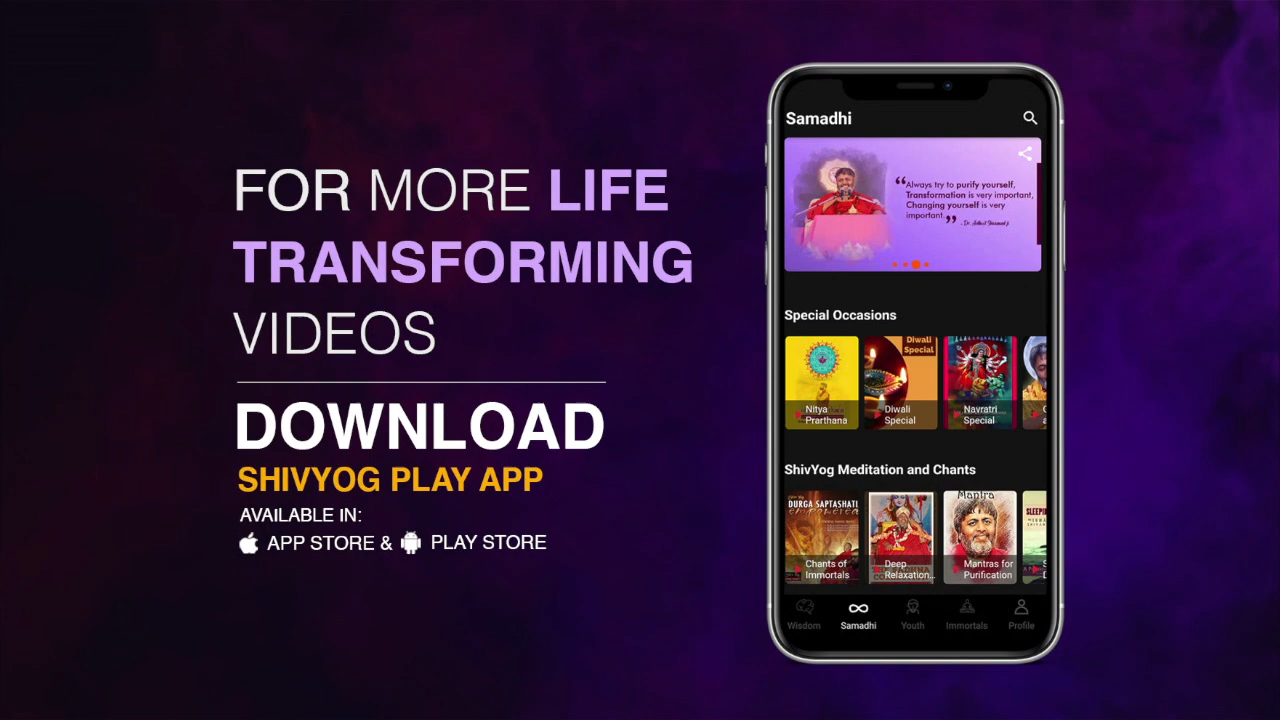 FOR MORE LIFE
TRANSFORMING
VIDEOS
DOWNLOAD
SHIVYOG PLAY APP
AVAILABLE IN:
APP STORE & PLAY STORE
Samadhi
“Always try to purify yourself,
Transformation is very important,
Changing yourself is very
important.”
Special Occasions
Nitya
Prarthana
Diwali
Special
Diwali
Special
Navratri
Special
ShivYog Meditation and Chants
DURGA SAPTASHATI
Chants of
Immortals
Deep
Relaxation...
Mantra
Mantras for
Purification
Wisdom
Samadhi
Youth
Immortals
Profile